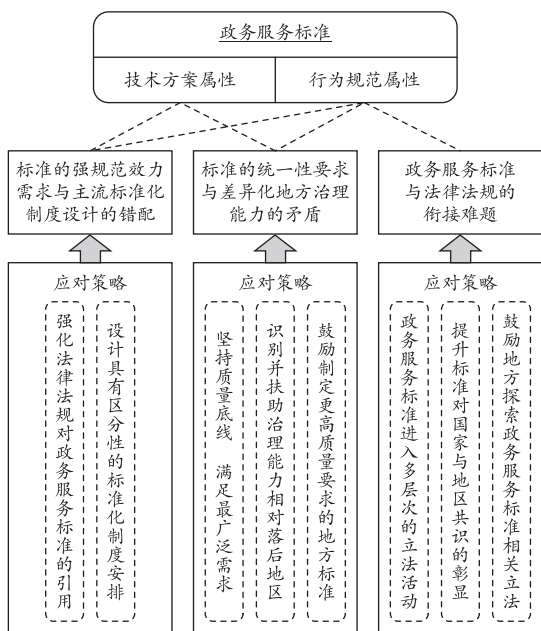 政务服务标准
技术方案属性
行为规范属性
标准的强规范效力
需求与主流标准化
制度设计的错配
标准的统一性要求
与差异化地方治理
能力的矛盾
政务服务标准
与法律法规的
衔接难题
应对策略
强化法律法规对政务服务标准的引用
设计具有区分性的标准化制度安排
应对策略
坚持质量底线 满足最广泛需求
识别并扶助治理能力相对落后地区
鼓励制定更高质量要求的地方标准
应对策略
政务服务标准进入多层次的立法活动
提升标准对国家与地区共识的彰显
鼓励地方探索政务服务标准相关立法